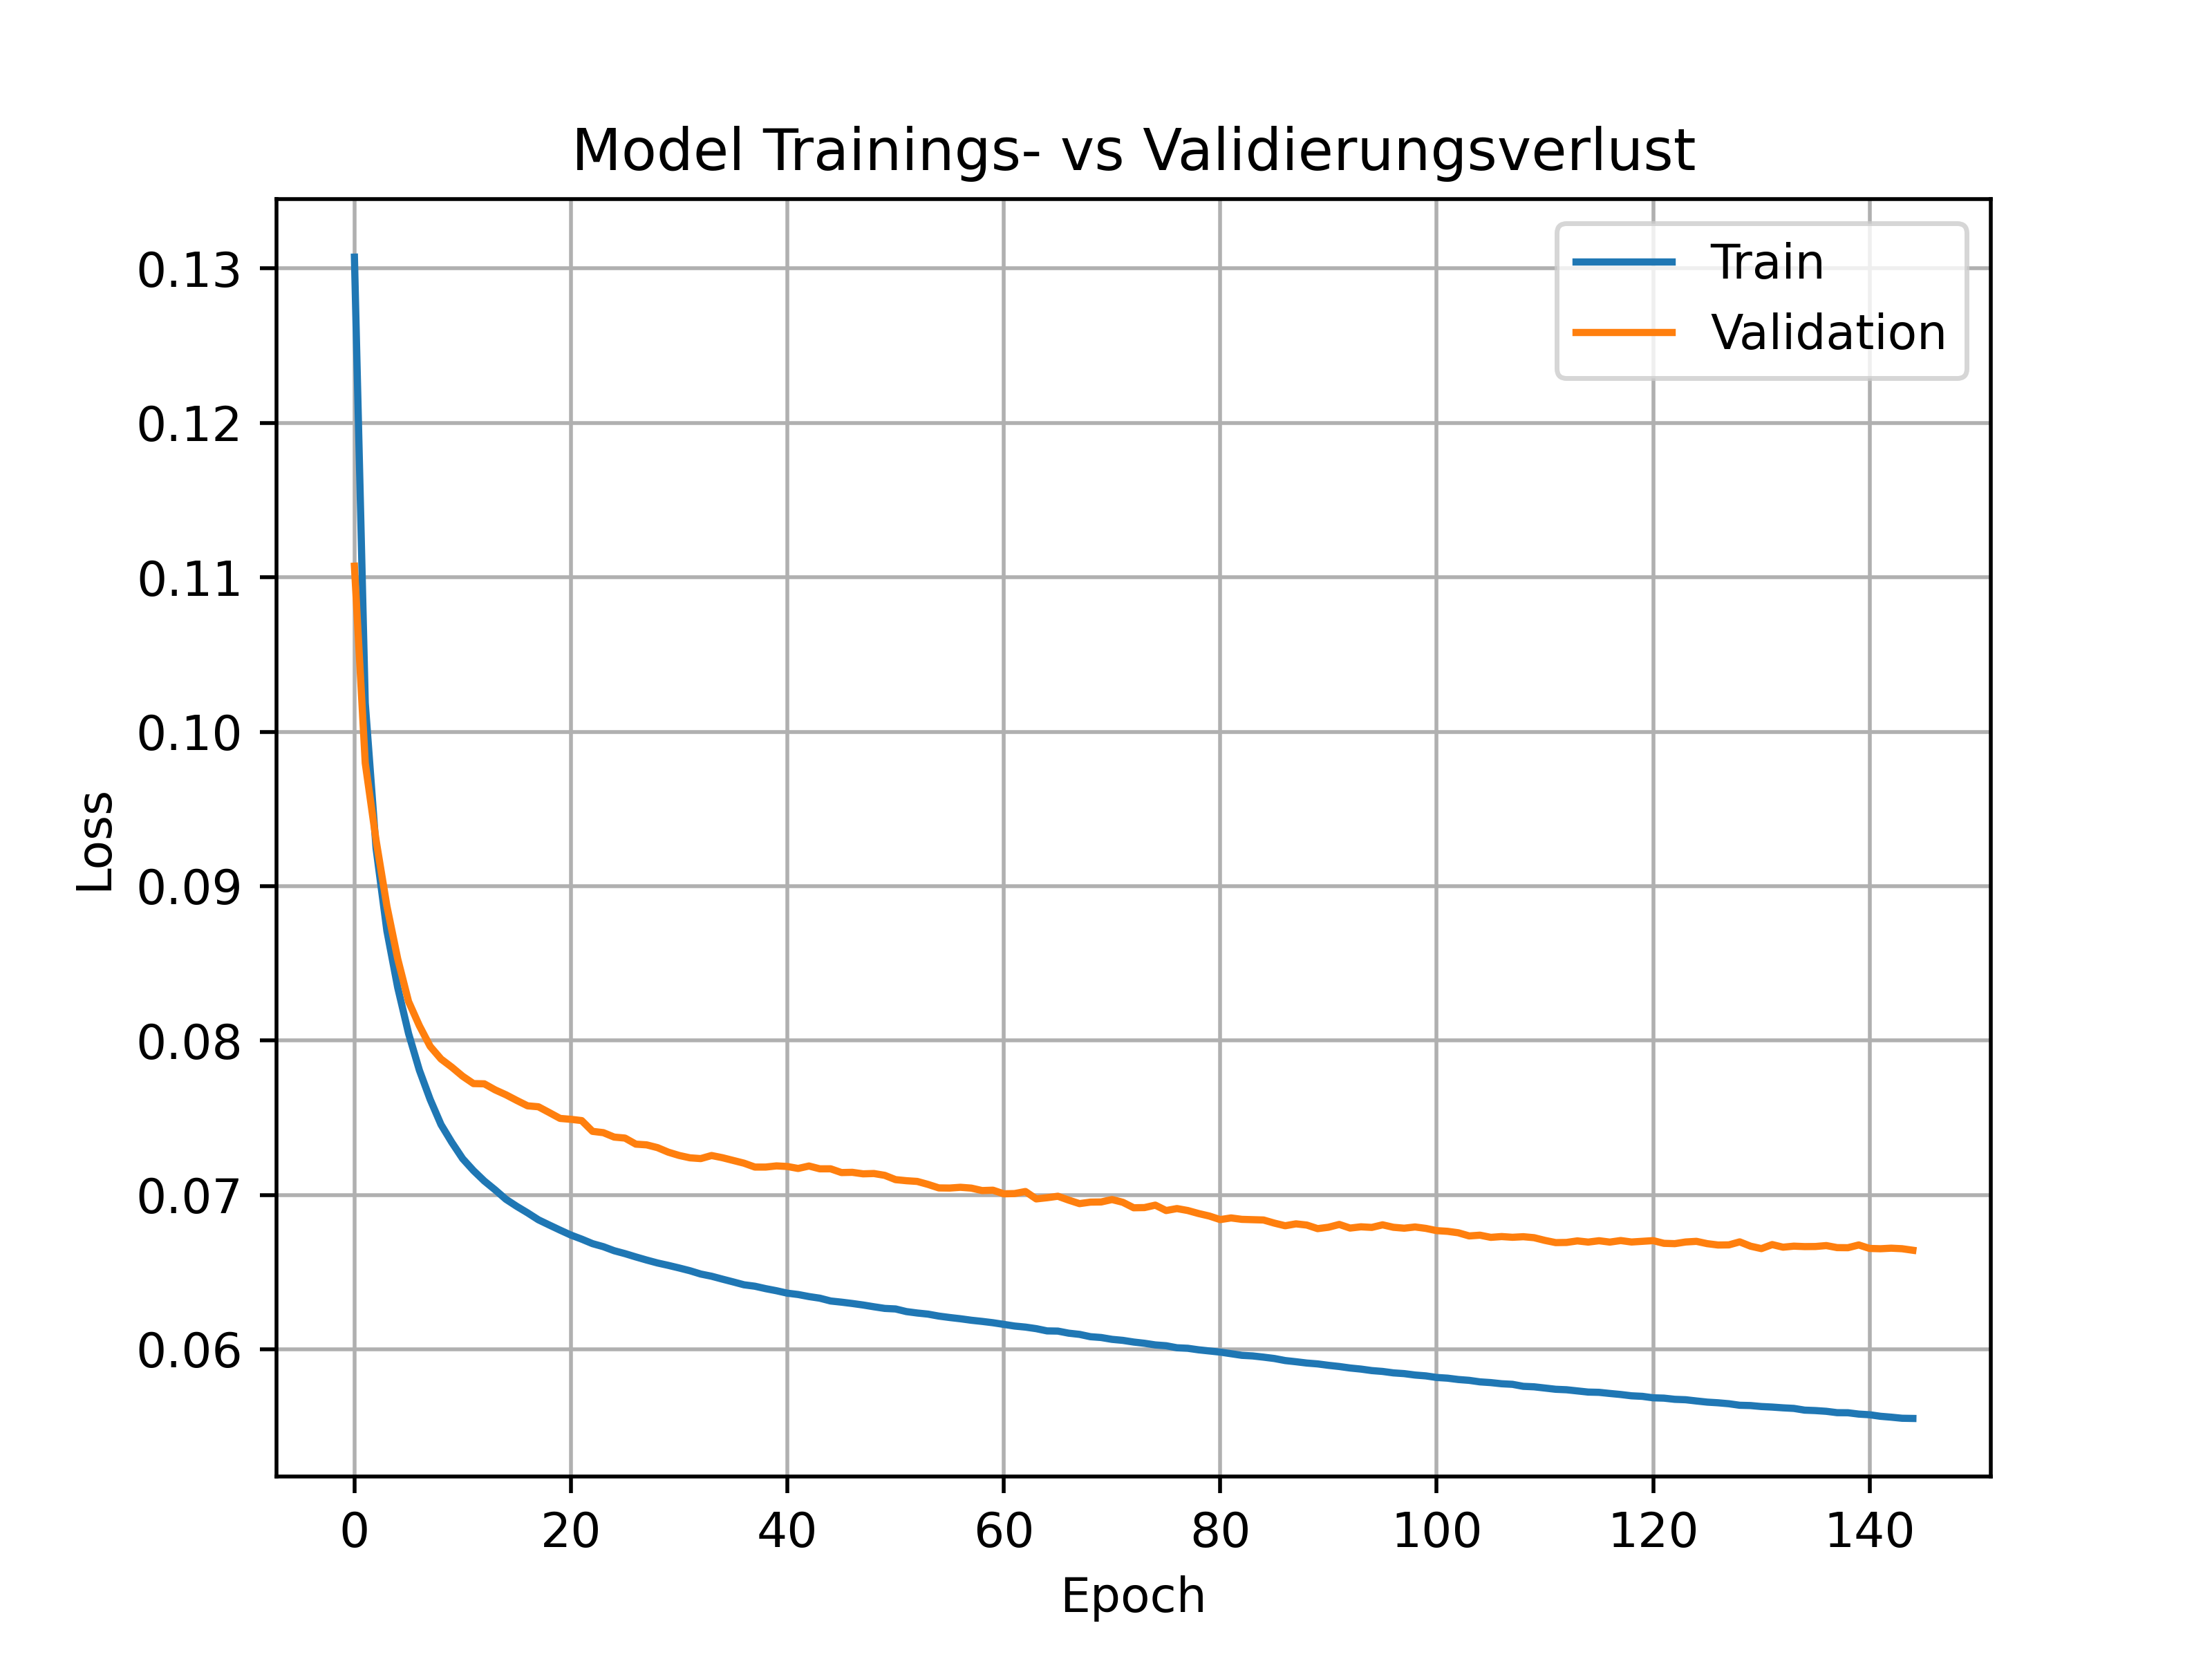 Model Trainings- vs Validierungsverlust
Train
Validation
0.13
0.12
0.11
0.10
0.09
0.08
0.07
0.06
Loss
0 20 40 60 80 100 120 140
Epoch